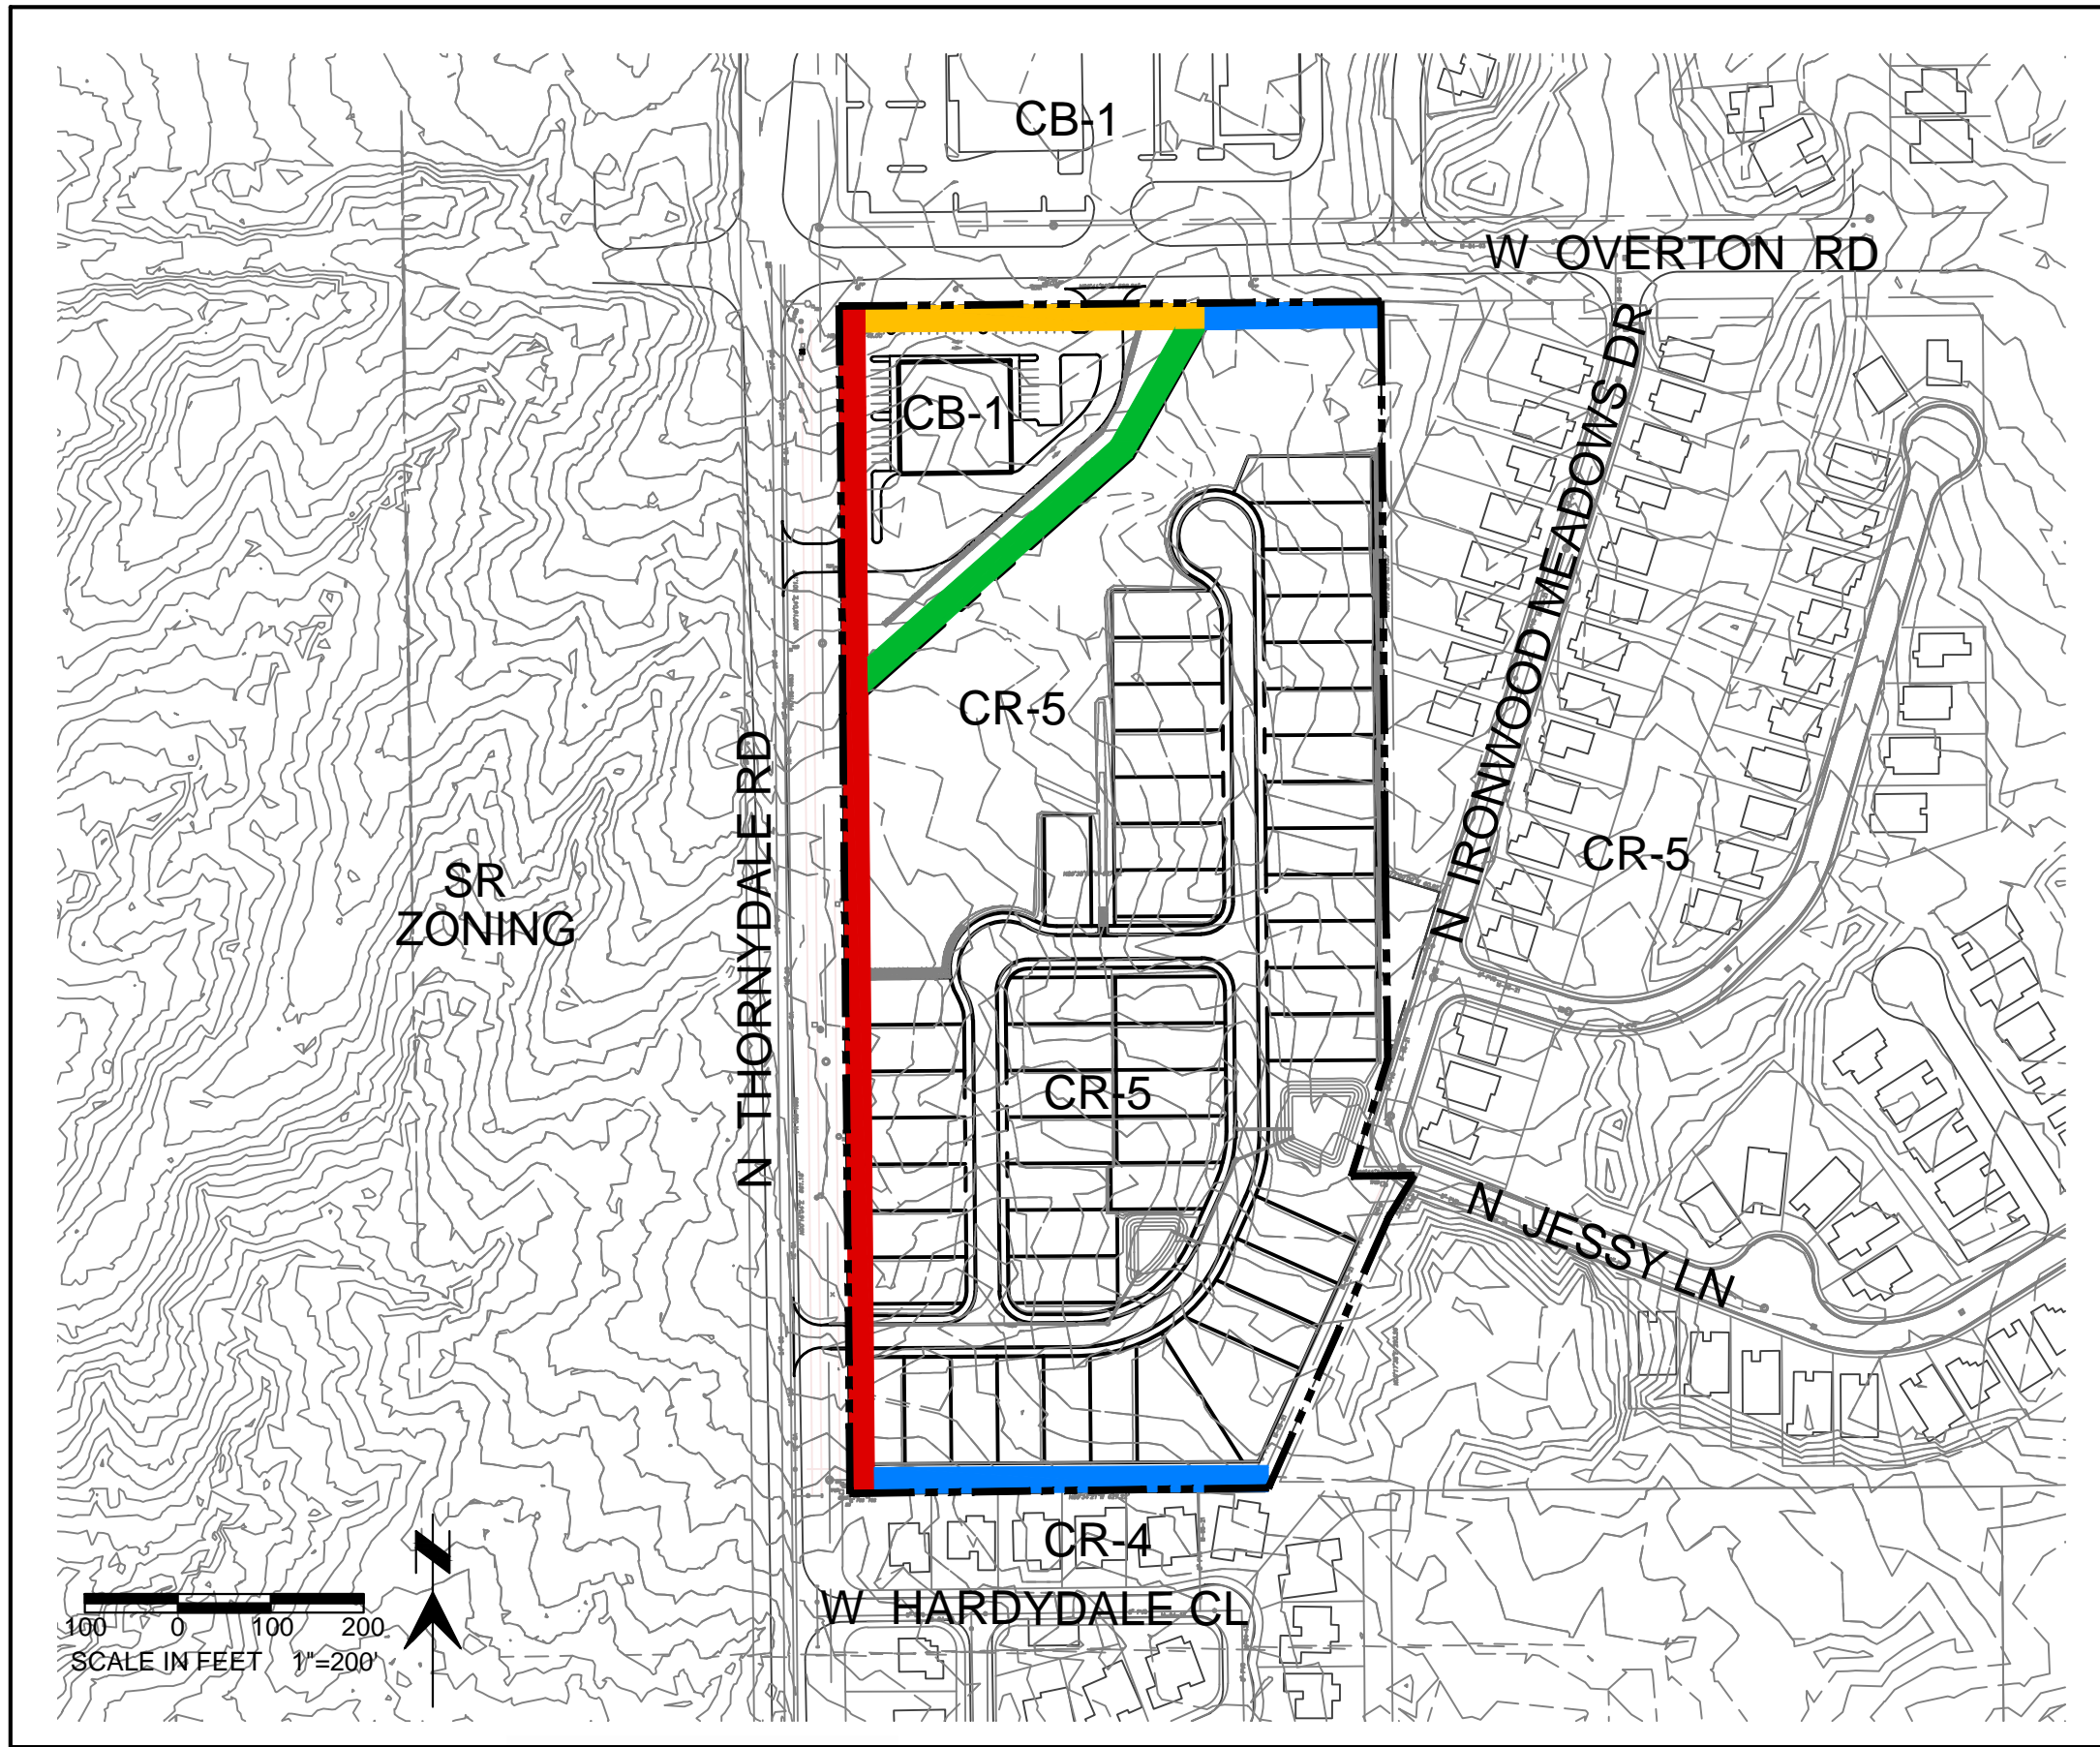 CB-1
W OVERTON RD
CB-1
N IRONWOOD MEADOWS DR
CR-5
CR-5
SR
ZONING
N THORNYDALE RD
CR-5
N JESSY LN
CR-4
W HARDYDALE CL
100 0 100 200
SCALE IN FEET 1"=200'